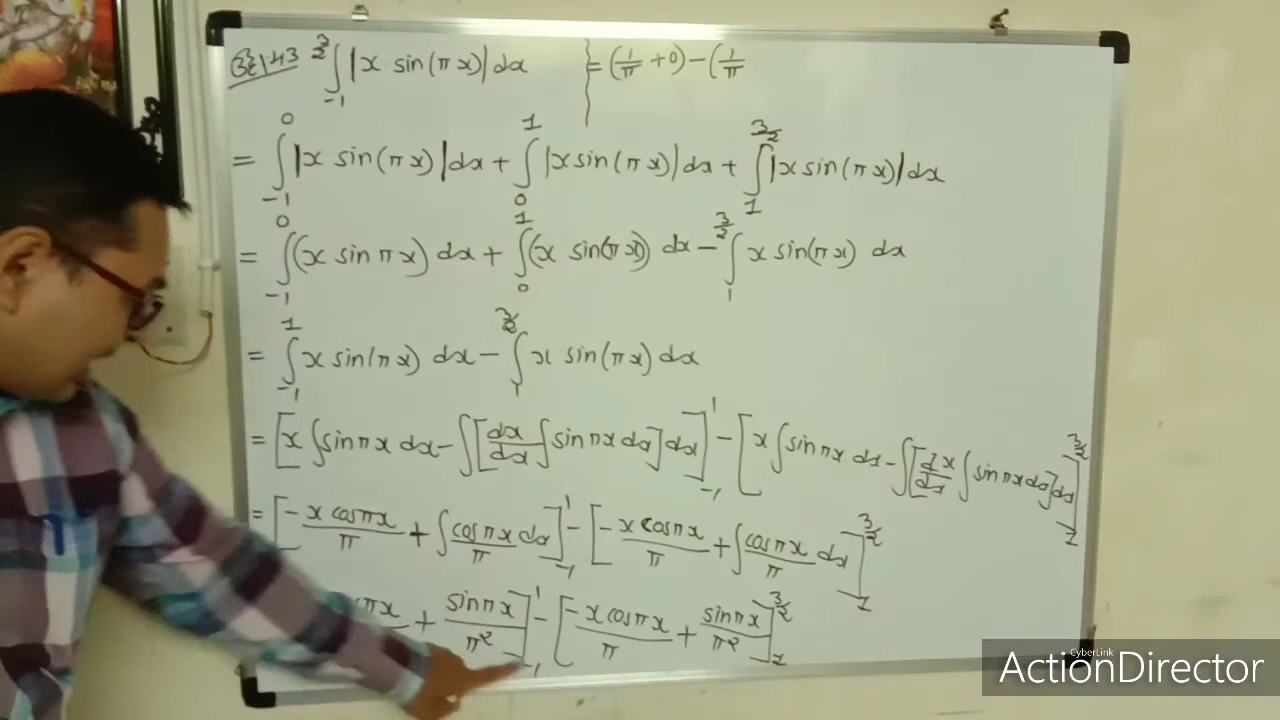 ∫₋₁^{3/2} |x sin(πx)| dx
= (1/π + 0) − (1/π
= ∫₋₁^0 |x sin(πx)| dx + ∫₀^1 |x sin(πx)| dx + ∫₁^{3/2} |x sin(πx)| dx
= ∫₋₁^0 (x sin πx) dx + ∫₀^1 (x sin(πx)) dx − ∫₁^{3/2} x sin(πx) dx
= ∫₋₁^1 x sin(πx) dx − ∫₁^{3/2} x sin(πx) dx
= [x ∫ sin πx dx − ∫ [dx/dx ∫ sin πx dx] dx]₋₁^1 − [x ∫ sin πx dx − ∫ [dx/dx ∫ sin πx dx] dx]₁^{3/2}
= [−x cos πx/π + ∫ cos πx/π dx]₋₁^1 − [−x cos πx/π + ∫ cos πx/π dx]₁^{3/2}
πx + sin πx/π²]₋₁^1 − [−x cos πx/π + sin πx/π²]₁^{3/2}
CyberLink
ActionDirector